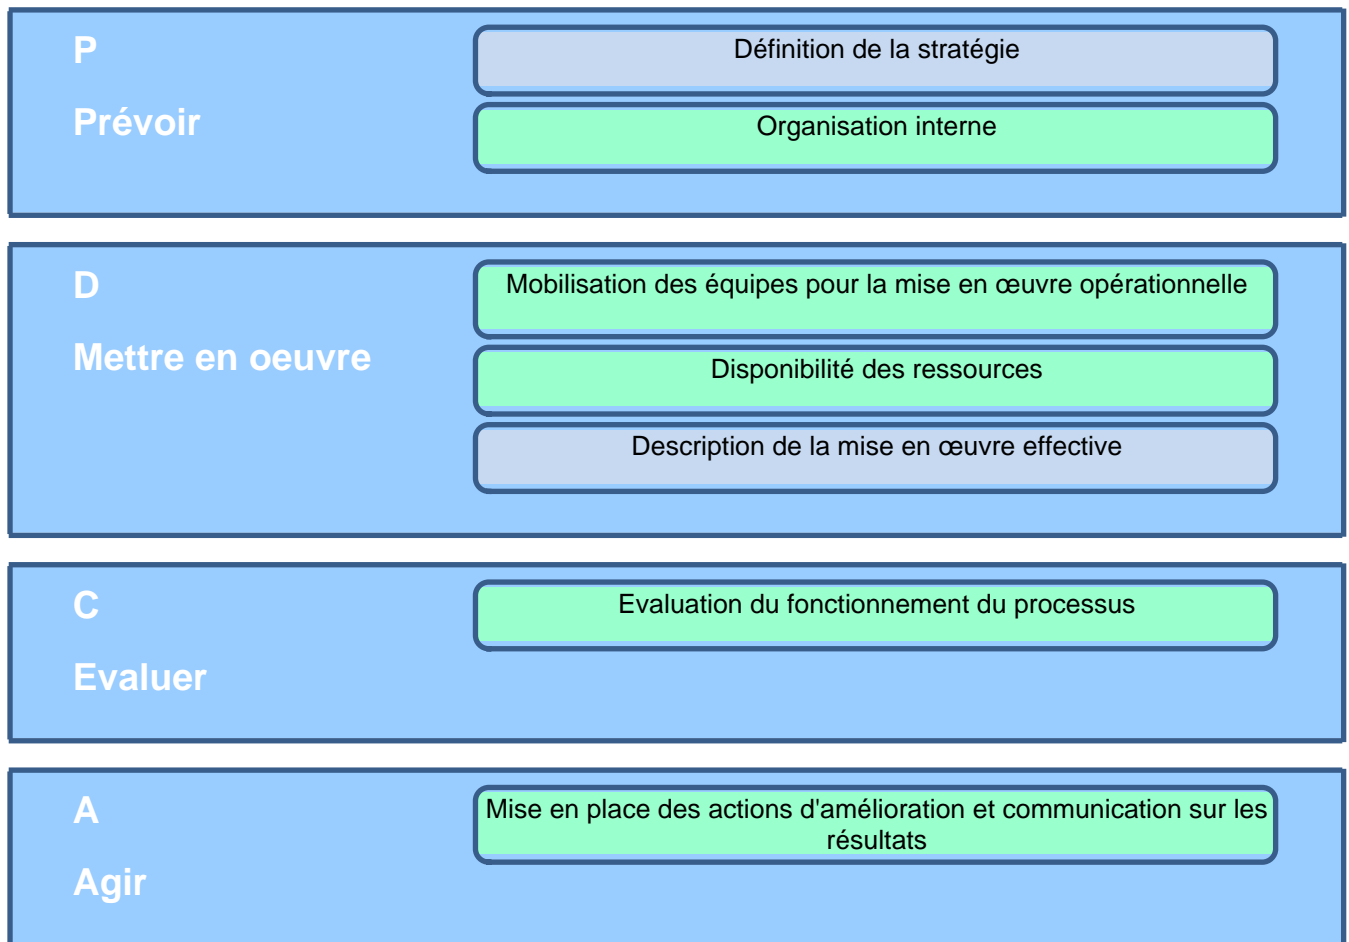 P
Prévoir
Définition de la stratégie
Organisation interne
D
Mettre en oeuvre
Mobilisation des équipes pour la mise en œuvre opérationnelle
Disponibilité des ressources
Description de la mise en œuvre effective
C
Evaluer
Evaluation du fonctionnement du processus
A
Agir
Mise en place des actions d'amélioration et communication sur les
résultats